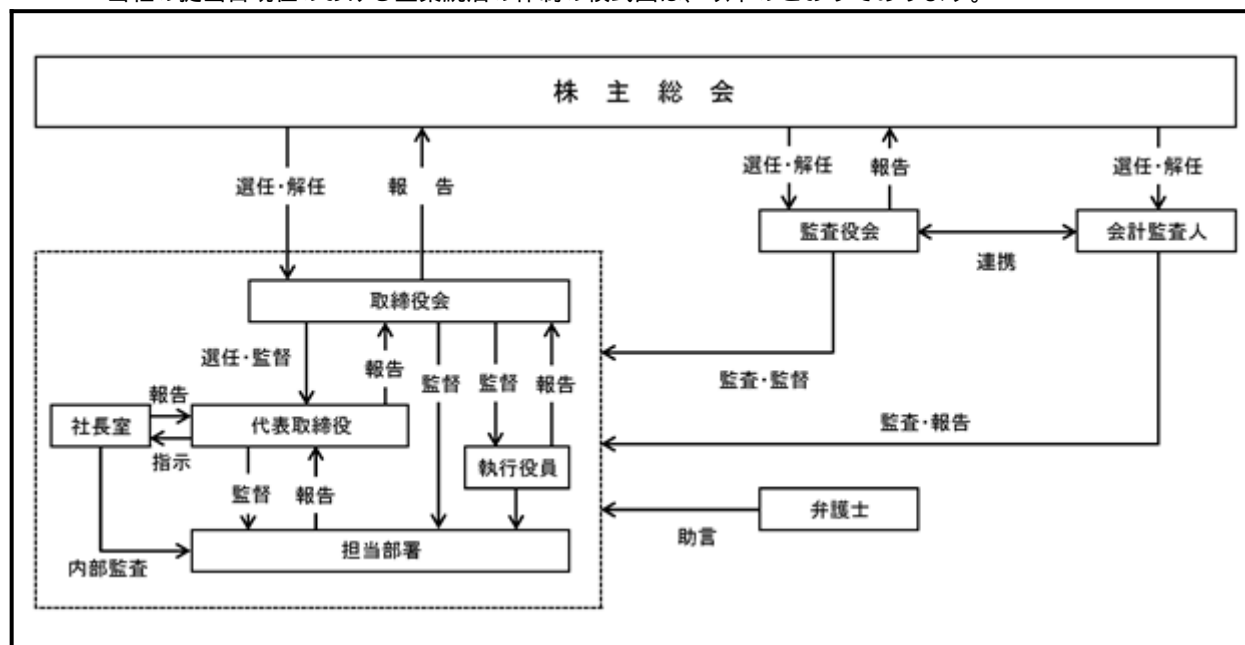 株 主 総 会
選任・解任
報 告
選任・解任
報告
選任・解任
監査役会
会計監査人
連携
取締役会
選任・監督
報告
監督
監督
報告
監査・監督
報告
社長室
代表取締役
監査・報告
指示
執行役員
監督
報告
弁護士
助言
担当部署
内部監査